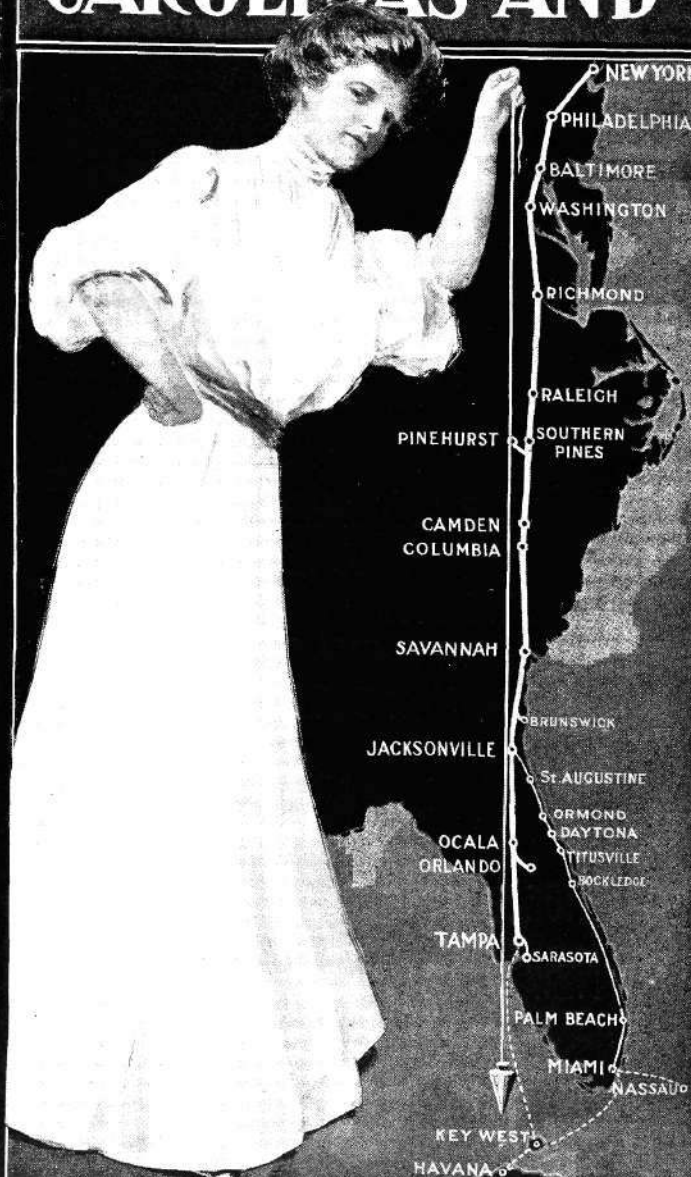 CAROLINAS AND
NEW YORK
PHILADELPHIA
BALTIMORE
WASHINGTON
RICHMOND
RALEIGH
PINEHURST
SOUTHERN
PINES
CAMDEN
COLUMBIA
SAVANNAH
BRUNSWICK
JACKSONVILLE
St. AUGUSTINE
ORMOND
DAYTONA
OCALA
TITUSVILLE
ORLANDO
ROCKLEDGE
TAMPA
SARASOTA
PALM BEACH
MIAMI
NASSAU
KEY WEST
HAVANA